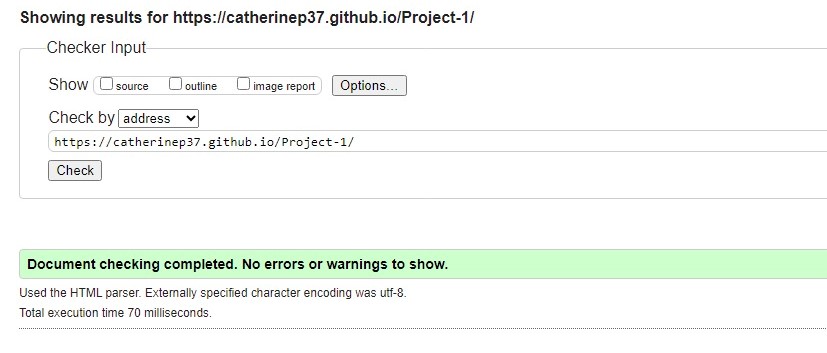 Showing results for https://catherinep37.github.io/Project-1/
Checker Input
Show source outline image report Options...
Check by address
https://catherinep37.github.io/Project-1/
Check
Document checking completed. No errors or warnings to show.
Used the HTML parser. Externally specified character encoding was utf-8.
Total execution time 70 milliseconds.